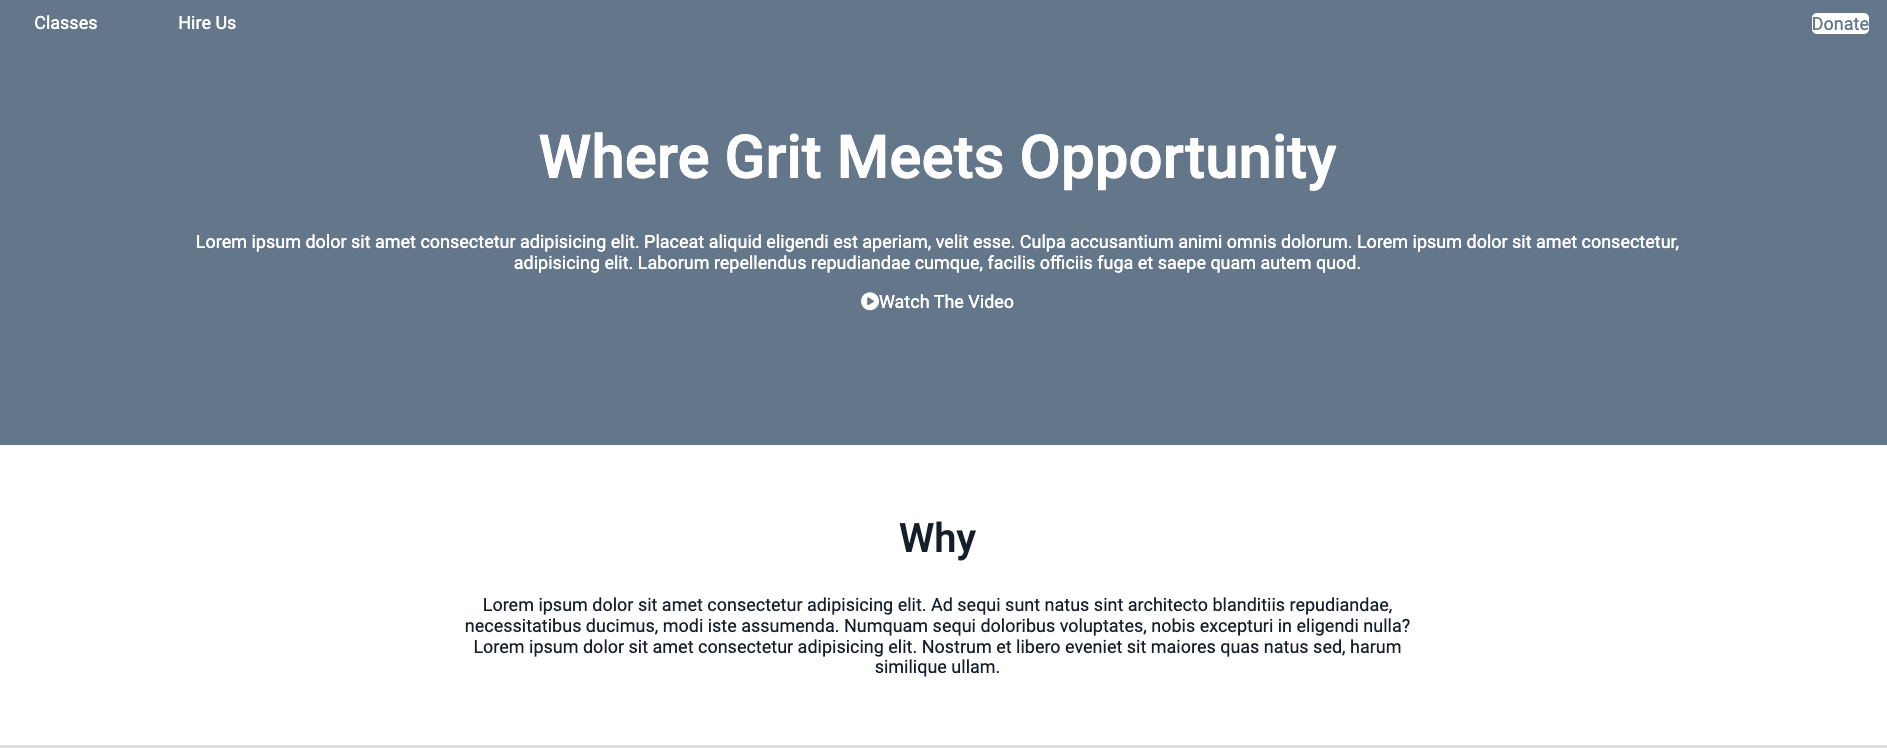 Classes Hire Us Donate
Where Grit Meets Opportunity
Lorem ipsum dolor sit amet consectetur adipisicing elit. Placeat aliquid eligendi est aperiam, velit esse. Culpa accusantium animi omnis dolorum. Lorem ipsum dolor sit amet consectetur,
adipisicing elit. Laborum repellendus repudiandae cumque, facilis officiis fuga et saepe quam autem quod.
Watch The Video
Why
Lorem ipsum dolor sit amet consectetur adipisicing elit. Ad sequi sunt natus sint architecto blanditiis repudiandae,
necessitatibus ducimus, modi iste assumenda. Numquam sequi doloribus voluptates, nobis excepturi in eligendi nulla?
Lorem ipsum dolor sit amet consectetur adipisicing elit. Nostrum et libero eveniet sit maiores quas natus sed, harum
similique ullam.